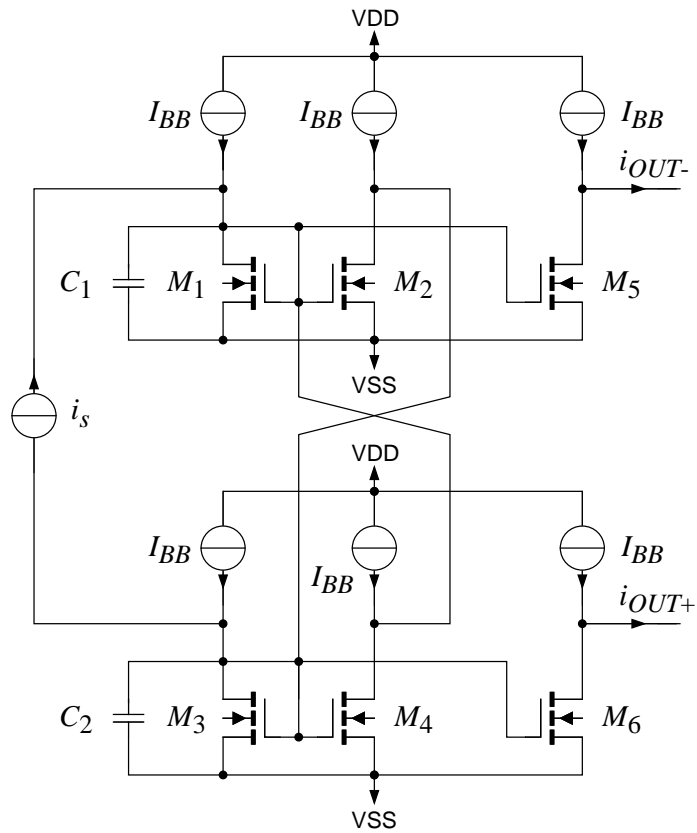 VDD
I_BB I_BB I_BB
i_OUT-
C_1 M_1 M_2 M_5
VSS
i_s
VDD
I_BB I_BB I_BB
i_OUT+
C_2 M_3 M_4 M_6
VSS